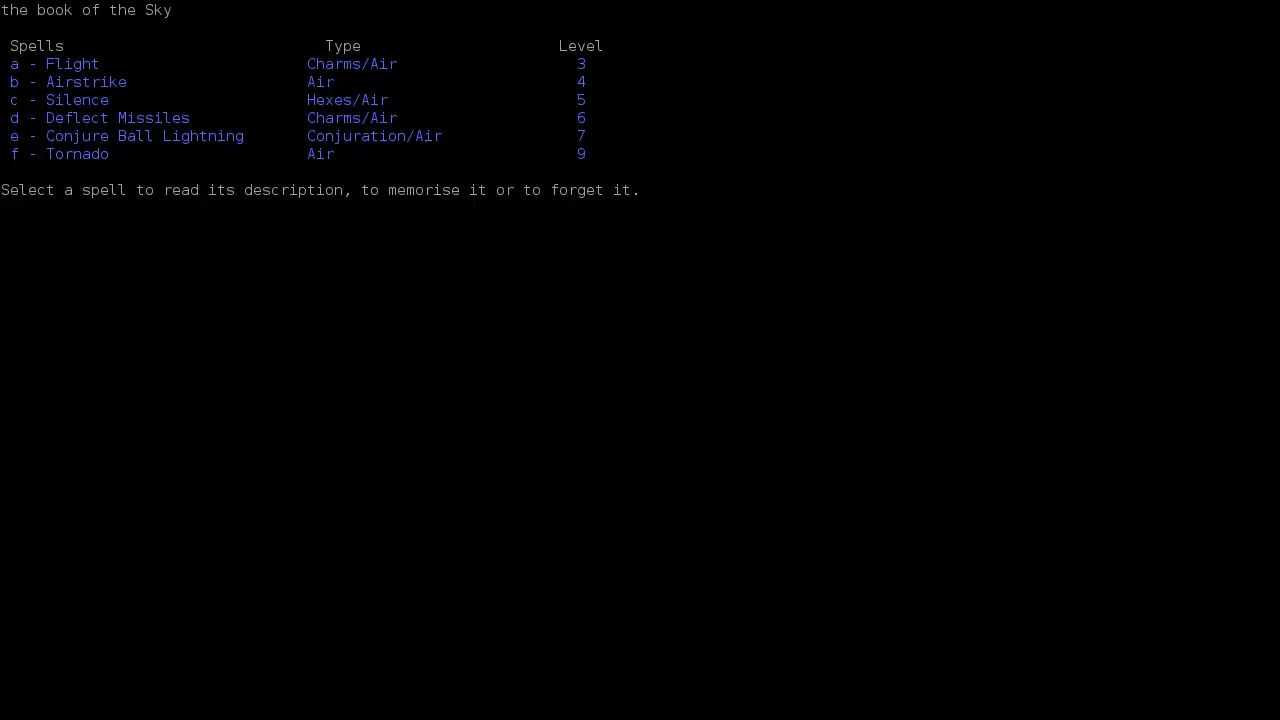 the book of the Sky
Spells Type Level
a - Flight Charms/Air 3
b - Airstrike Air 4
c - Silence Hexes/Air 5
d - Deflect Missiles Charms/Air 6
e - Conjure Ball Lightning Conjuration/Air 7
f - Tornado Air 9
Select a spell to read its description, to memorise it or to forget it.